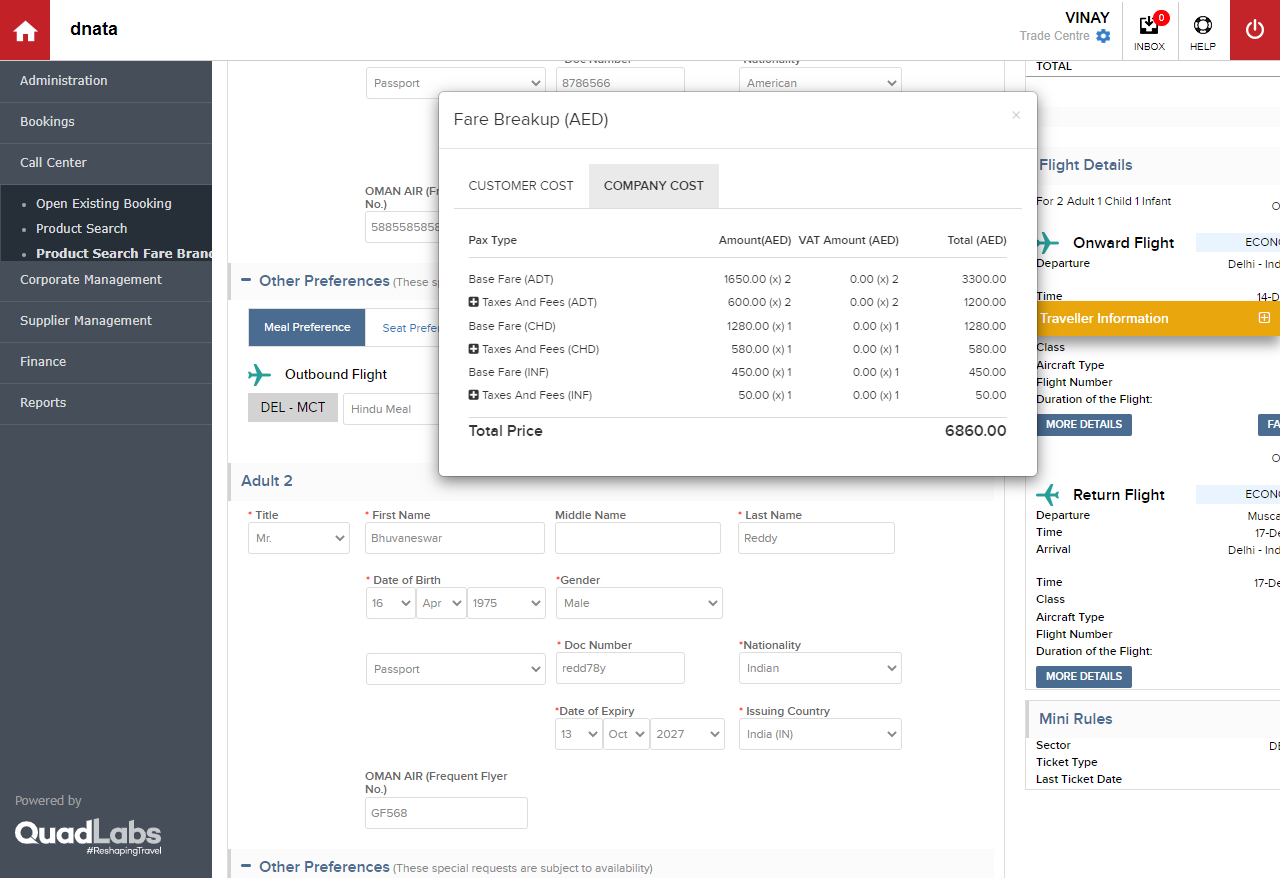 dnata
VINAY
Trade Centre
0
INBOX
HELP
Administration
Bookings
Call Center
Open Existing Booking
Product Search
Product Search Fare Bran
Corporate Management
Supplier Management
Finance
Reports
Powered by
QuadLabs
#ReshapingTravel
Doc Number
Nationality
Passport
8786566
American
OMAN AIR (Fr
No.)
5885585858
Other Preferences (These sp
Meal Preference
Seat Prefer
Outbound Flight
DEL - MCT
Hindu Meal
Fare Breakup (AED)
×
CUSTOMER COST
COMPANY COST
Pax Type Amount(AED) VAT Amount (AED) Total (AED)
Base Fare (ADT) 1650.00 (x) 2 0.00 (x) 2 3300.00
Taxes And Fees (ADT) 600.00 (x) 2 0.00 (x) 2 1200.00
Base Fare (CHD) 1280.00 (x) 1 0.00 (x) 1 1280.00
Taxes And Fees (CHD) 580.00 (x) 1 0.00 (x) 1 580.00
Base Fare (INF) 450.00 (x) 1 0.00 (x) 1 450.00
Taxes And Fees (INF) 50.00 (x) 1 0.00 (x) 1 50.00
Total Price 6860.00
Adult 2
* Title * First Name Middle Name * Last Name
Mr. Bhuvaneswar Reddy
* Date of Birth *Gender
16 Apr 1975 Male
* Doc Number *Nationality
Passport redd78y Indian
*Date of Expiry * Issuing Country
13 Oct 2027 India (IN)
OMAN AIR (Frequent Flyer
No.)
GF568
Other Preferences (These special requests are subject to availability)
TOTAL
Flight Details
For 2 Adult 1 Child 1 Infant
O
Onward Flight ECONO
Departure Delhi - Ind
Time 14-D
Traveller Information
Class
Aircraft Type
Flight Number
Duration of the Flight:
MORE DETAILS FA
O
Return Flight ECONO
Departure Musca
Time 17-De
Arrival Delhi - Ind
Time 17-De
Class
Aircraft Type
Flight Number
Duration of the Flight:
MORE DETAILS
Mini Rules
Sector DE
Ticket Type
Last Ticket Date